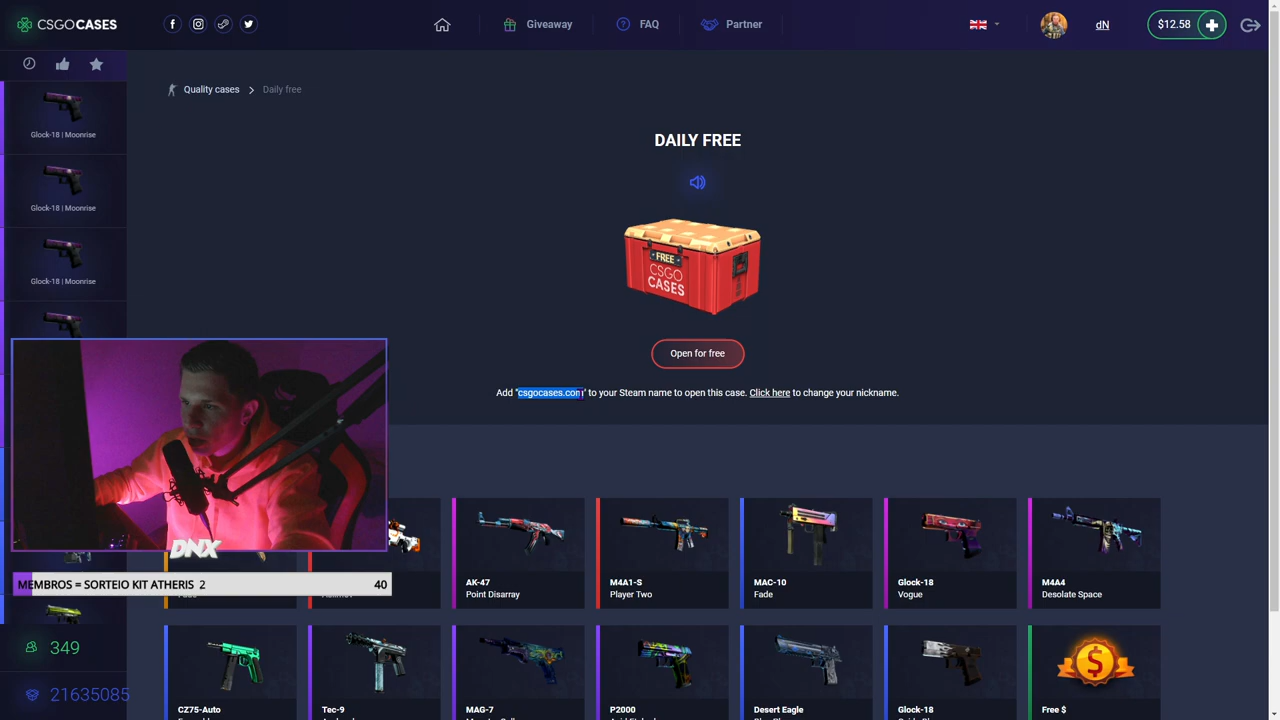 CSGOCASES
Giveaway
FAQ
Partner
dN
$12.58
Quality cases
Daily free
Glock-18 | Moonrise
Glock-18 | Moonrise
Glock-18 | Moonrise
DAILY FREE
FREE
CSGO
CASES
Open for free
Add "csgocases.com" to your Steam name to open this case. Click here to change your nickname.
DNX
MEMBROS = SORTEIO KIT ATHERIS 2
40
349
21635085
AK-47
Point Disarray
M4A1-S
Player Two
MAC-10
Fade
Glock-18
Vogue
M4A4
Desolate Space
CZ75-Auto
Tec-9
MAG-7
P2000
Desert Eagle
Glock-18
Free $